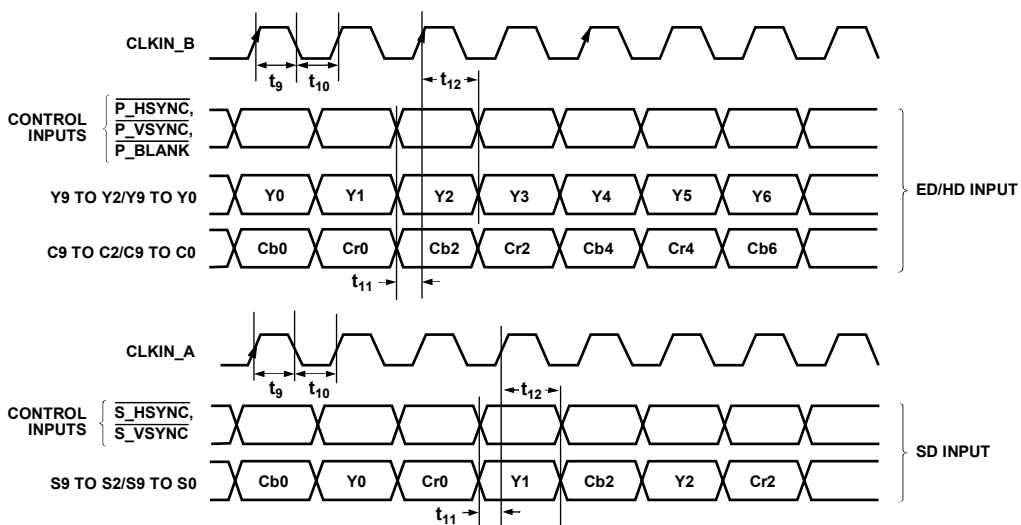 CLKIN_B
t9
t10
t12
CONTROL
INPUTS
P_HSYNC,
P_VSYNC,
P_BLANK
Y9 TO Y2/Y9 TO Y0
Y0 Y1 Y2 Y3 Y4 Y5 Y6
ED/HD INPUT
C9 TO C2/C9 TO C0
Cb0 Cr0 Cb2 Cr2 Cb4 Cr4 Cb6
t11
CLKIN_A
t9
t10
t12
CONTROL
INPUTS
S_HSYNC,
S_VSYNC
SD INPUT
S9 TO S2/S9 TO S0
Cb0 Y0 Cr0 Y1 Cb2 Y2 Cr2
t11